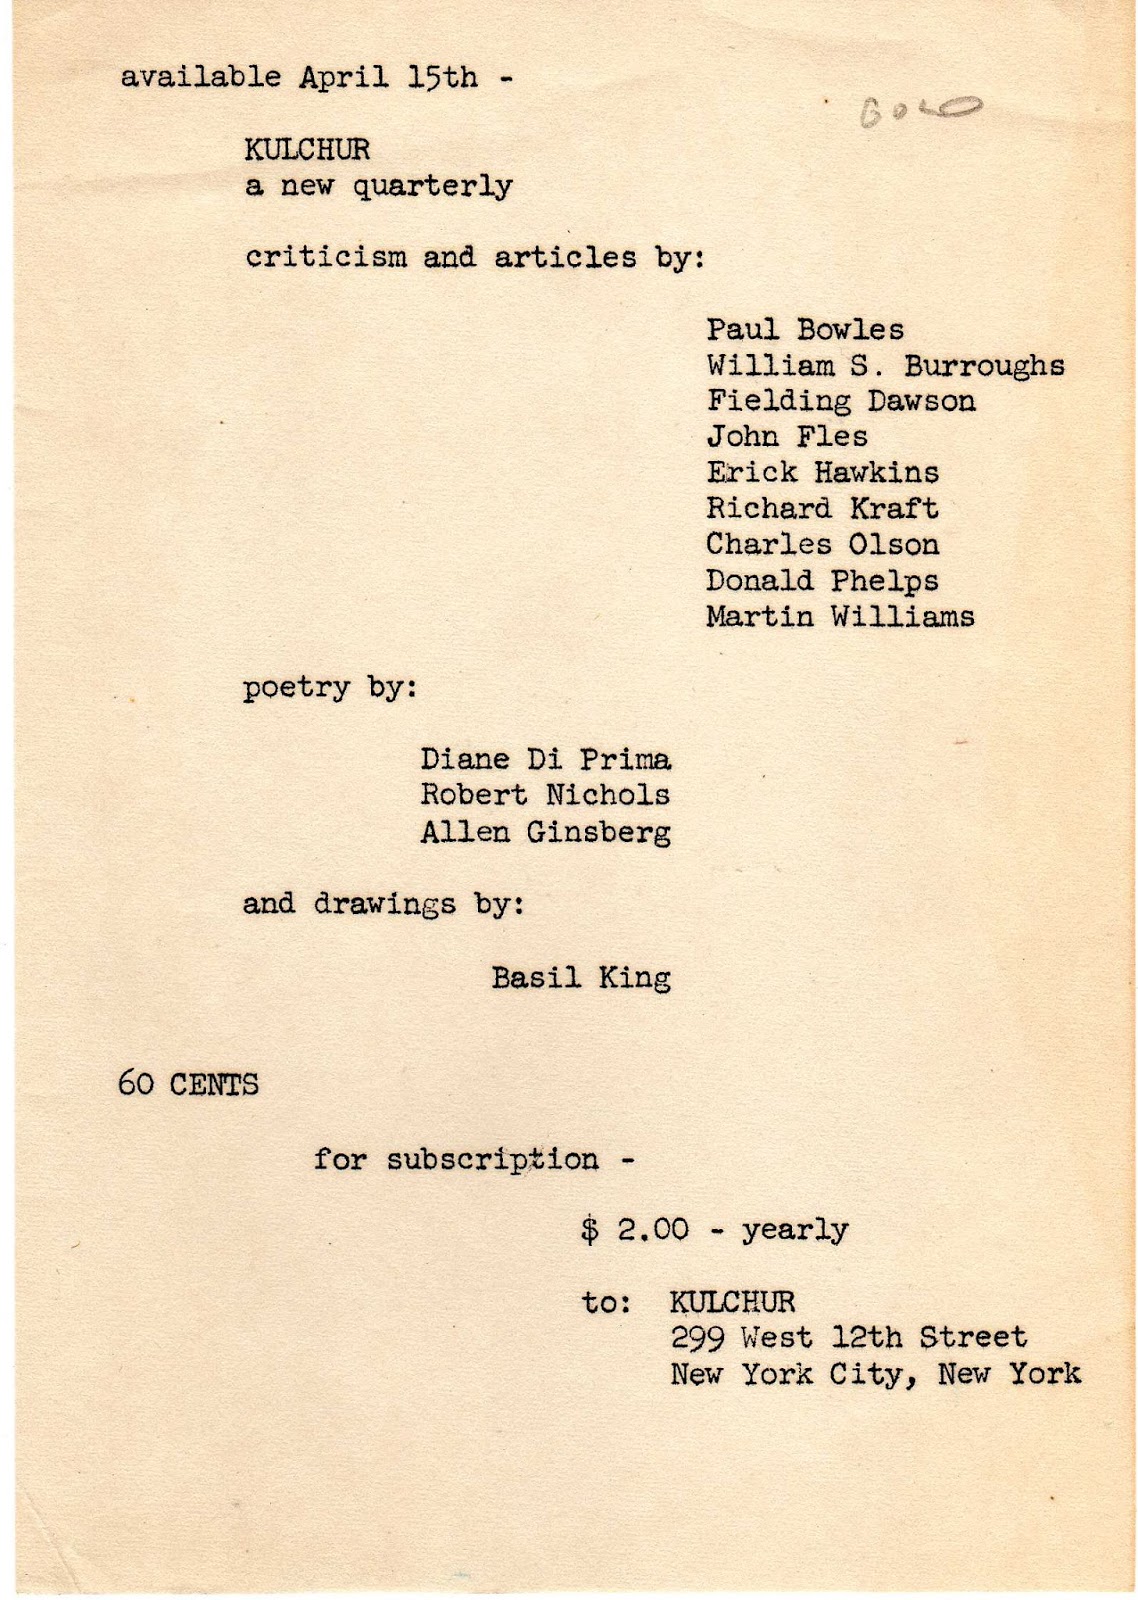 available April 15th -
KULCHUR
a new quarterly
criticism and articles by:
Paul Bowles
William S. Burroughs
Fielding Dawson
John Fles
Erick Hawkins
Richard Kraft
Charles Olson
Donald Phelps
Martin Williams
poetry by:
Diane Di Prima
Robert Nichols
Allen Ginsberg
and drawings by:
Basil King
60 CENTS
for subscription -
$ 2.00 - yearly
to: KULCHUR
299 West 12th Street
New York City, New York